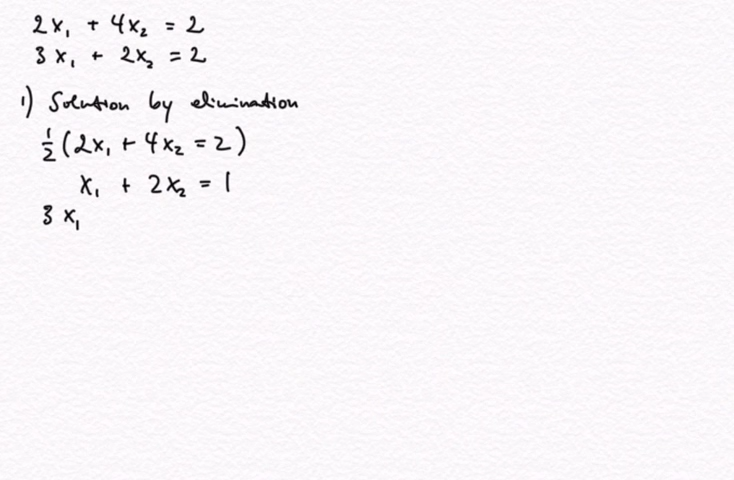 2x₁ + 4x₂ = 2
3x₁ + 2x₂ = 2
1) Solution by elimination
½(2x₁ + 4x₂ = 2)
x₁ + 2x₂ = 1
3x₁